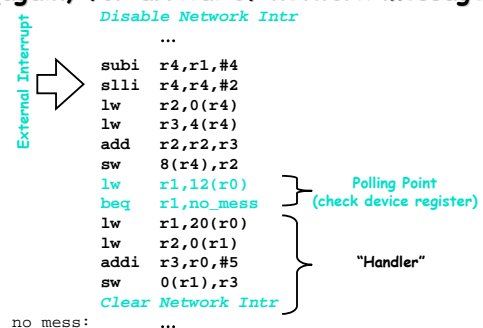 External Interrupt
Disable Network Intr
…
subi r4,r1,#4
slli r4,r4,#2
lw r2,0(r4)
lw r3,4(r4)
add r2,r2,r3
sw 8(r4),r2
lw r1,12(r0)
beq r1,no_mess
Polling Point
(check device register)
lw r1,20(r0)
lw r2,0(r1)
addi r3,r0,#5
sw 0(r1),r3
"Handler"
Clear Network Intr
no mess: …